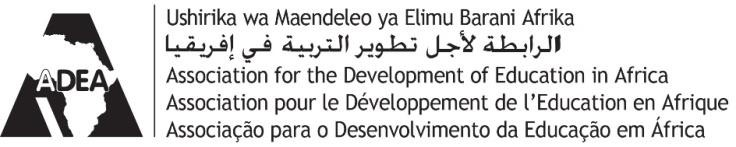 ADEA
Ushirika wa Maendeleo ya Elimu Barani Afrika
الرابطة لأجل تطوير التربية في إفريقيا
Association for the Development of Education in Africa
Association pour le Développement de l'Education en Afrique
Associação para o Desenvolvimento da Educação em África